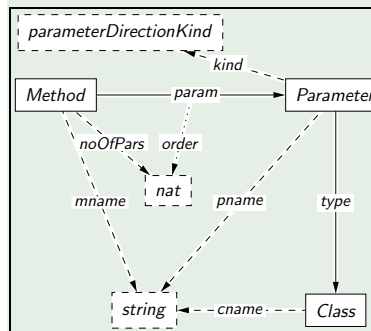 parameterDirectionKind
kind
Method
param
Parameter
noOfPars
order
nat
mname
pname
type
string
cname
Class